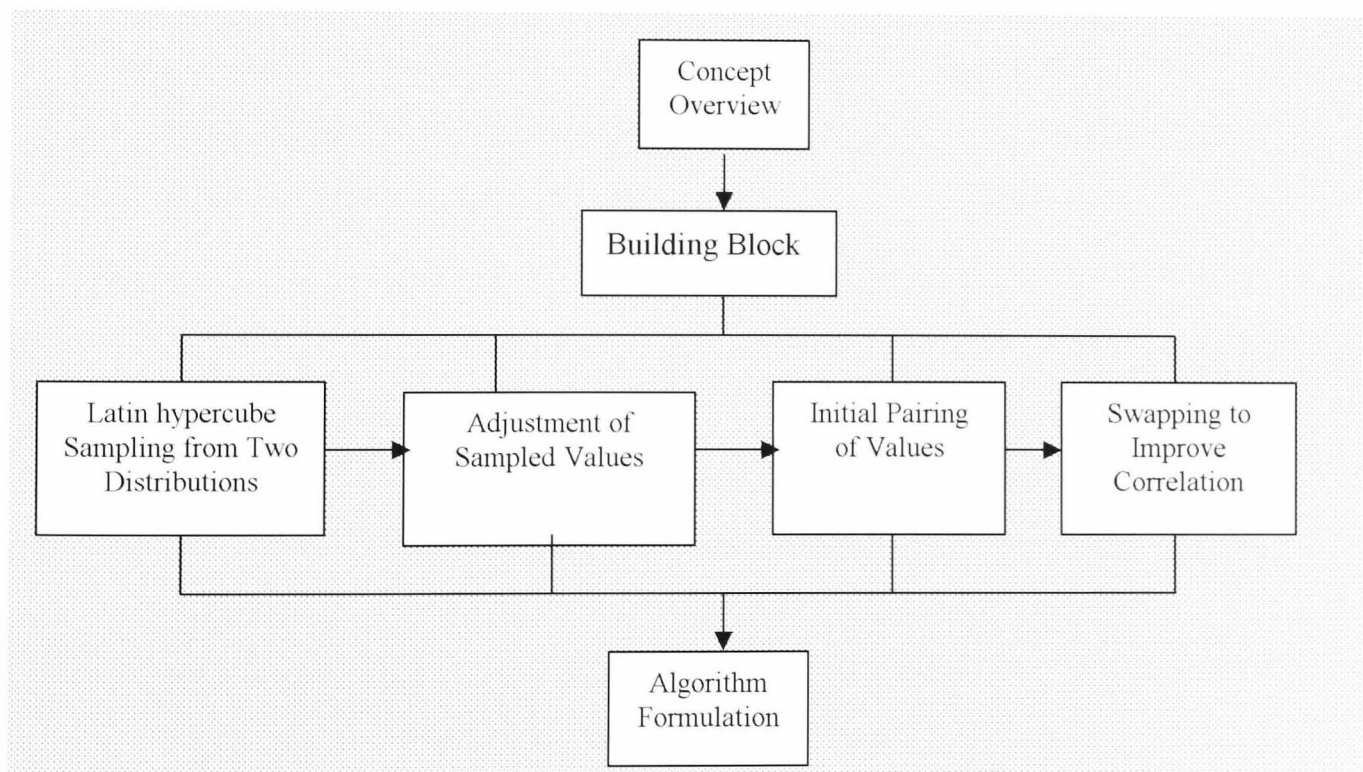 Concept
Overview
Building Block
Latin hypercube
Sampling from Two
Distributions
Adjustment of
Sampled Values
Initial Pairing
of Values
Swapping to
Improve
Correlation
Algorithm
Formulation